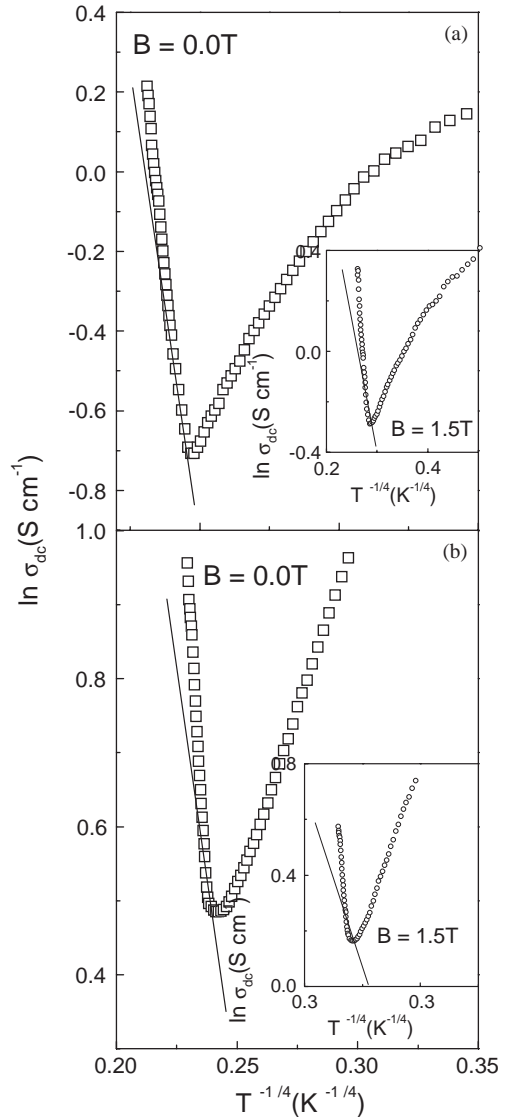 0.4
(a)
B = 0.0T
0.2
0.0
-0.2
-0.4
-0.6
-0.8
0.4
0.0
-0.4
ln σdc(S cm-1)
B = 1.5T
0.2 0.4
T -1/4(K-1/4)
ln σdc(S cm-1)
1.0
(b)
B = 0.0T
0.8
0.6
0.4
0.8
0.4
0.0
ln σdc(S cm-1)
B = 1.5T
0.3 0.3
T -1/4(K-1/4)
0.20 0.25 0.30 0.35
T -1/4(K -1/4)